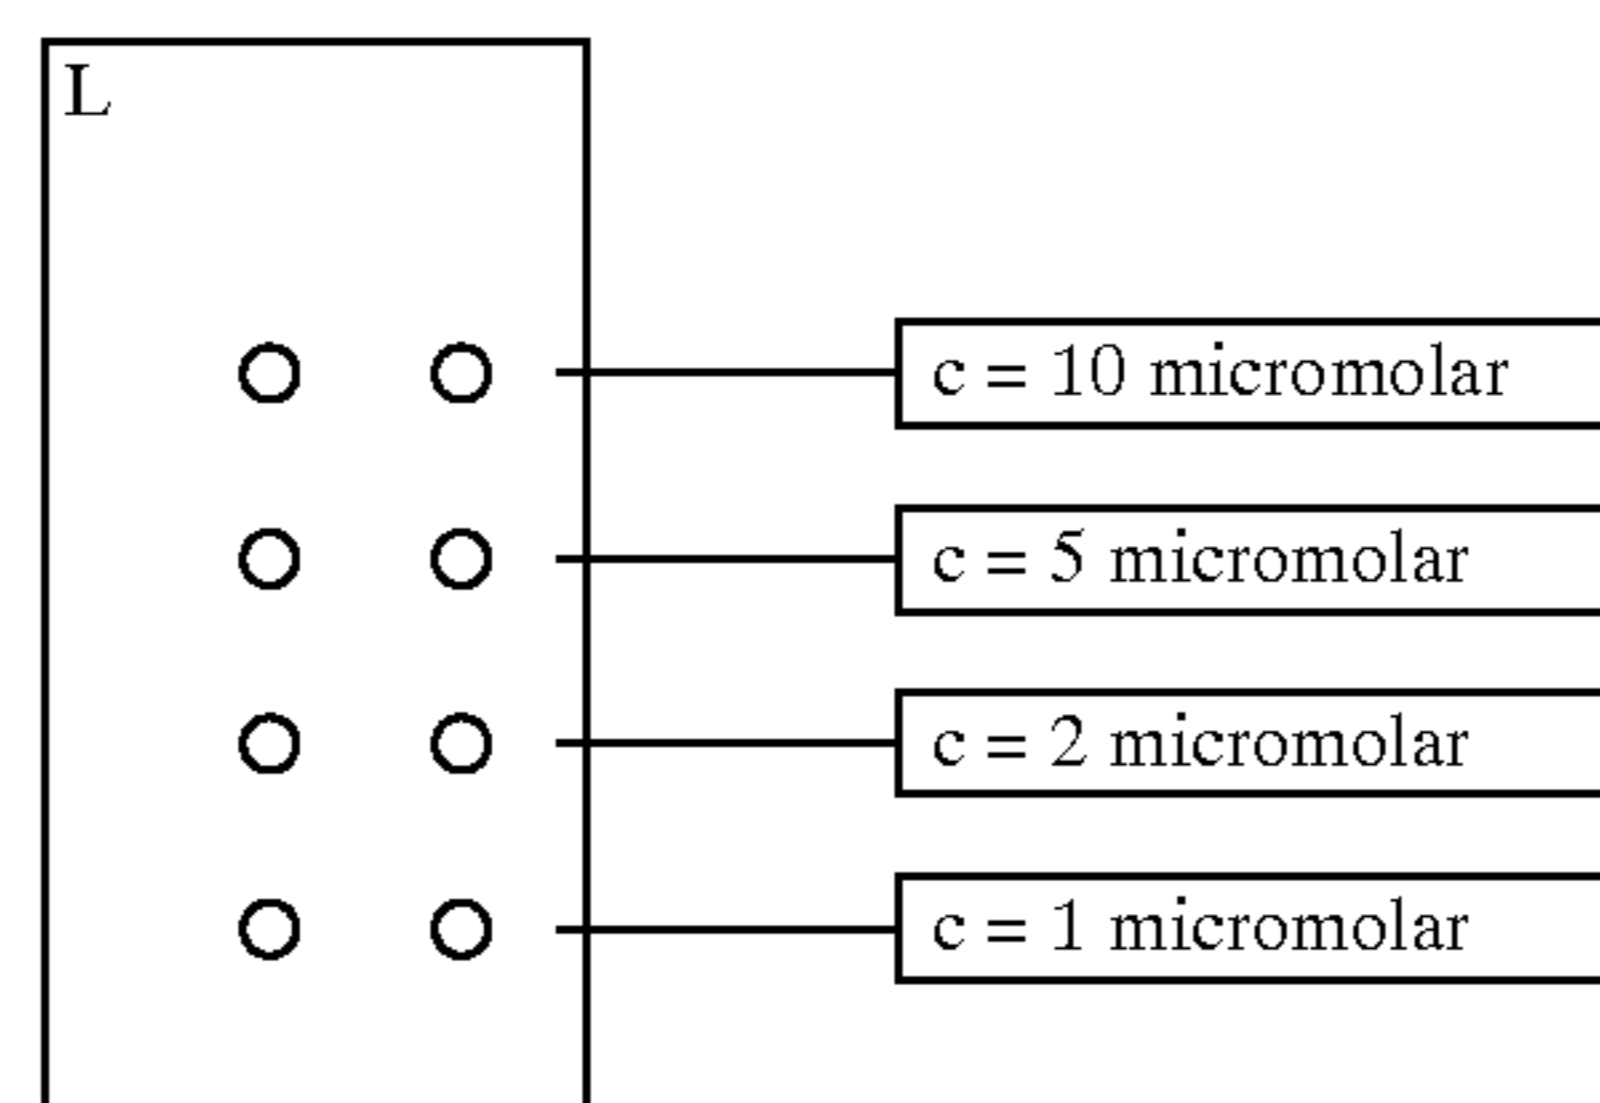 L
c = 10 micromolar
c = 5 micromolar
c = 2 micromolar
c = 1 micromolar